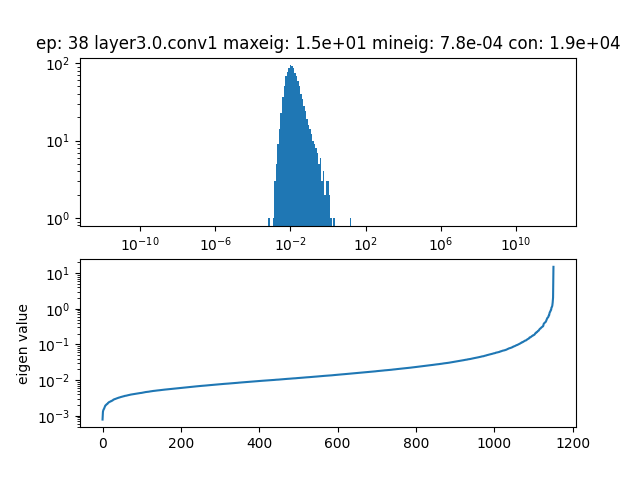 ep: 38 layer3.0.conv1 maxeig: 1.5e+01 mineig: 7.8e-04 con: 1.9e+04
10²
10¹
10⁰
10⁻¹⁰ 10⁻⁶ 10⁻² 10² 10⁶ 10¹⁰
eigen value
10¹
10⁰
10⁻¹
10⁻²
10⁻³
0 200 400 600 800 1000 1200